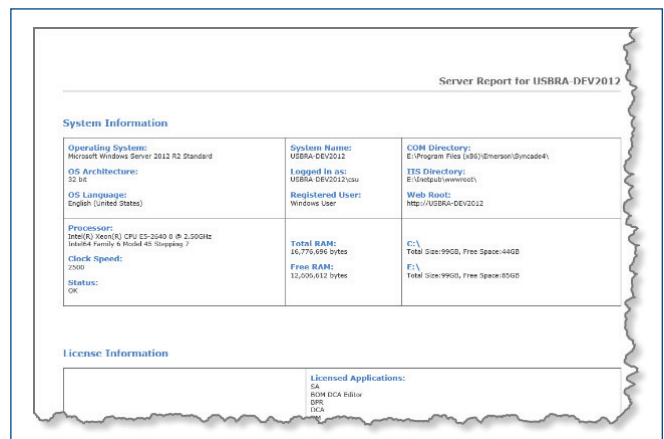 Server Report for USBRA-DEV2012
System Information
Operating System:
Microsoft Windows Server 2012 R2 Standard
OS Architecture:
32 bit
OS Language:
English (United States)
System Name:
USBRA-DEV2012
Logged in as:
USBRA-DEV2012\csu
Registered User:
Windows User
COM Directory:
E:\Program Files (x86)\Emerson\Syncade4\
IIS Directory:
E:\Inetpub\wwwroot\
Web Root:
http://USBRA-DEV2012
Processor:
Intel(R) Xeon(R) CPU E5-2640 0 @ 2.50GHz
Intel64 Family 6 Model 45 Stepping 7
Clock Speed:
2500
Status:
OK
Total RAM:
16,776,696 bytes
Free RAM:
12,606,612 bytes
C:\
Total Size:99GB, Free Space:44GB
E:\
Total Size:99GB, Free Space:85GB
License Information
Licensed Applications:
SA
BOM DCA Editor
BPR
DCA